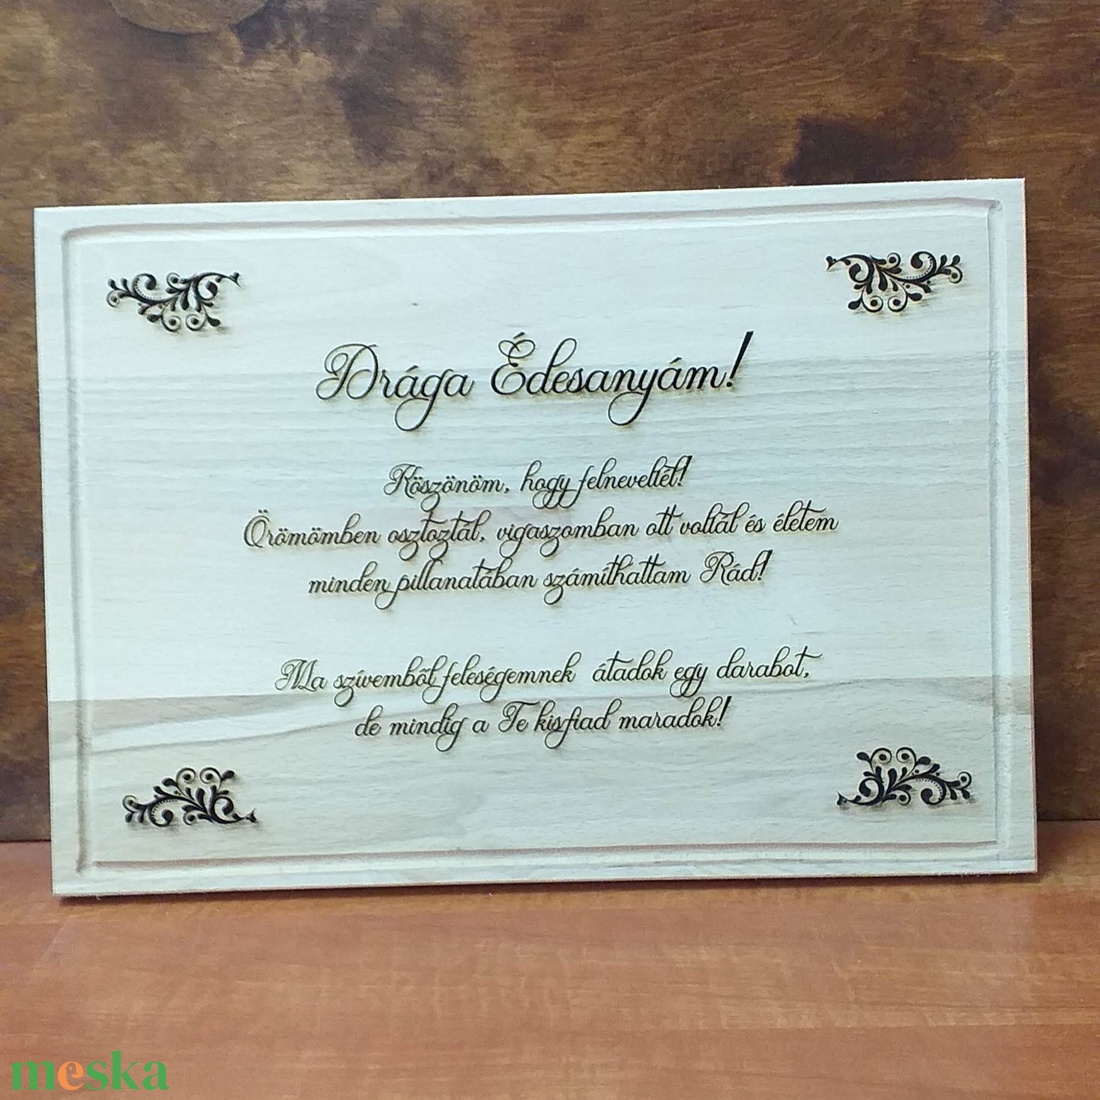 Drága Édesanyám!
Köszönöm, hogy felneveltél!
Örömömben osztoztál, vigaszomban ott voltál és életem
minden pillanatában számíthattam Rád!
Ma szívemből feleségemnek átadok egy darabot,
de mindig a Te kisfiad maradok!
meska